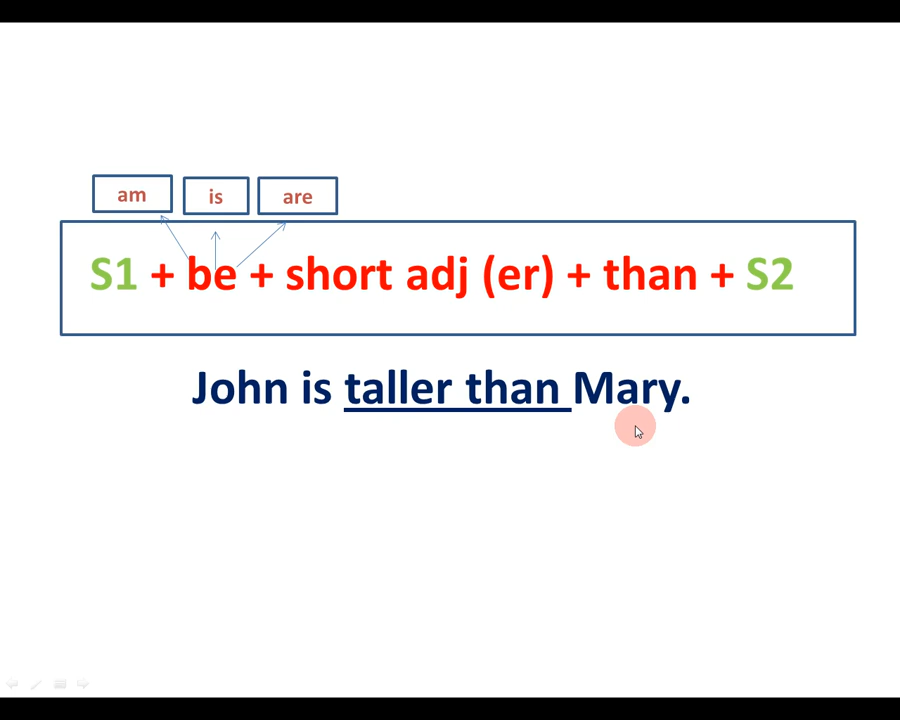 am is are
S1 + be + short adj (er) + than + S2
John is taller than Mary.